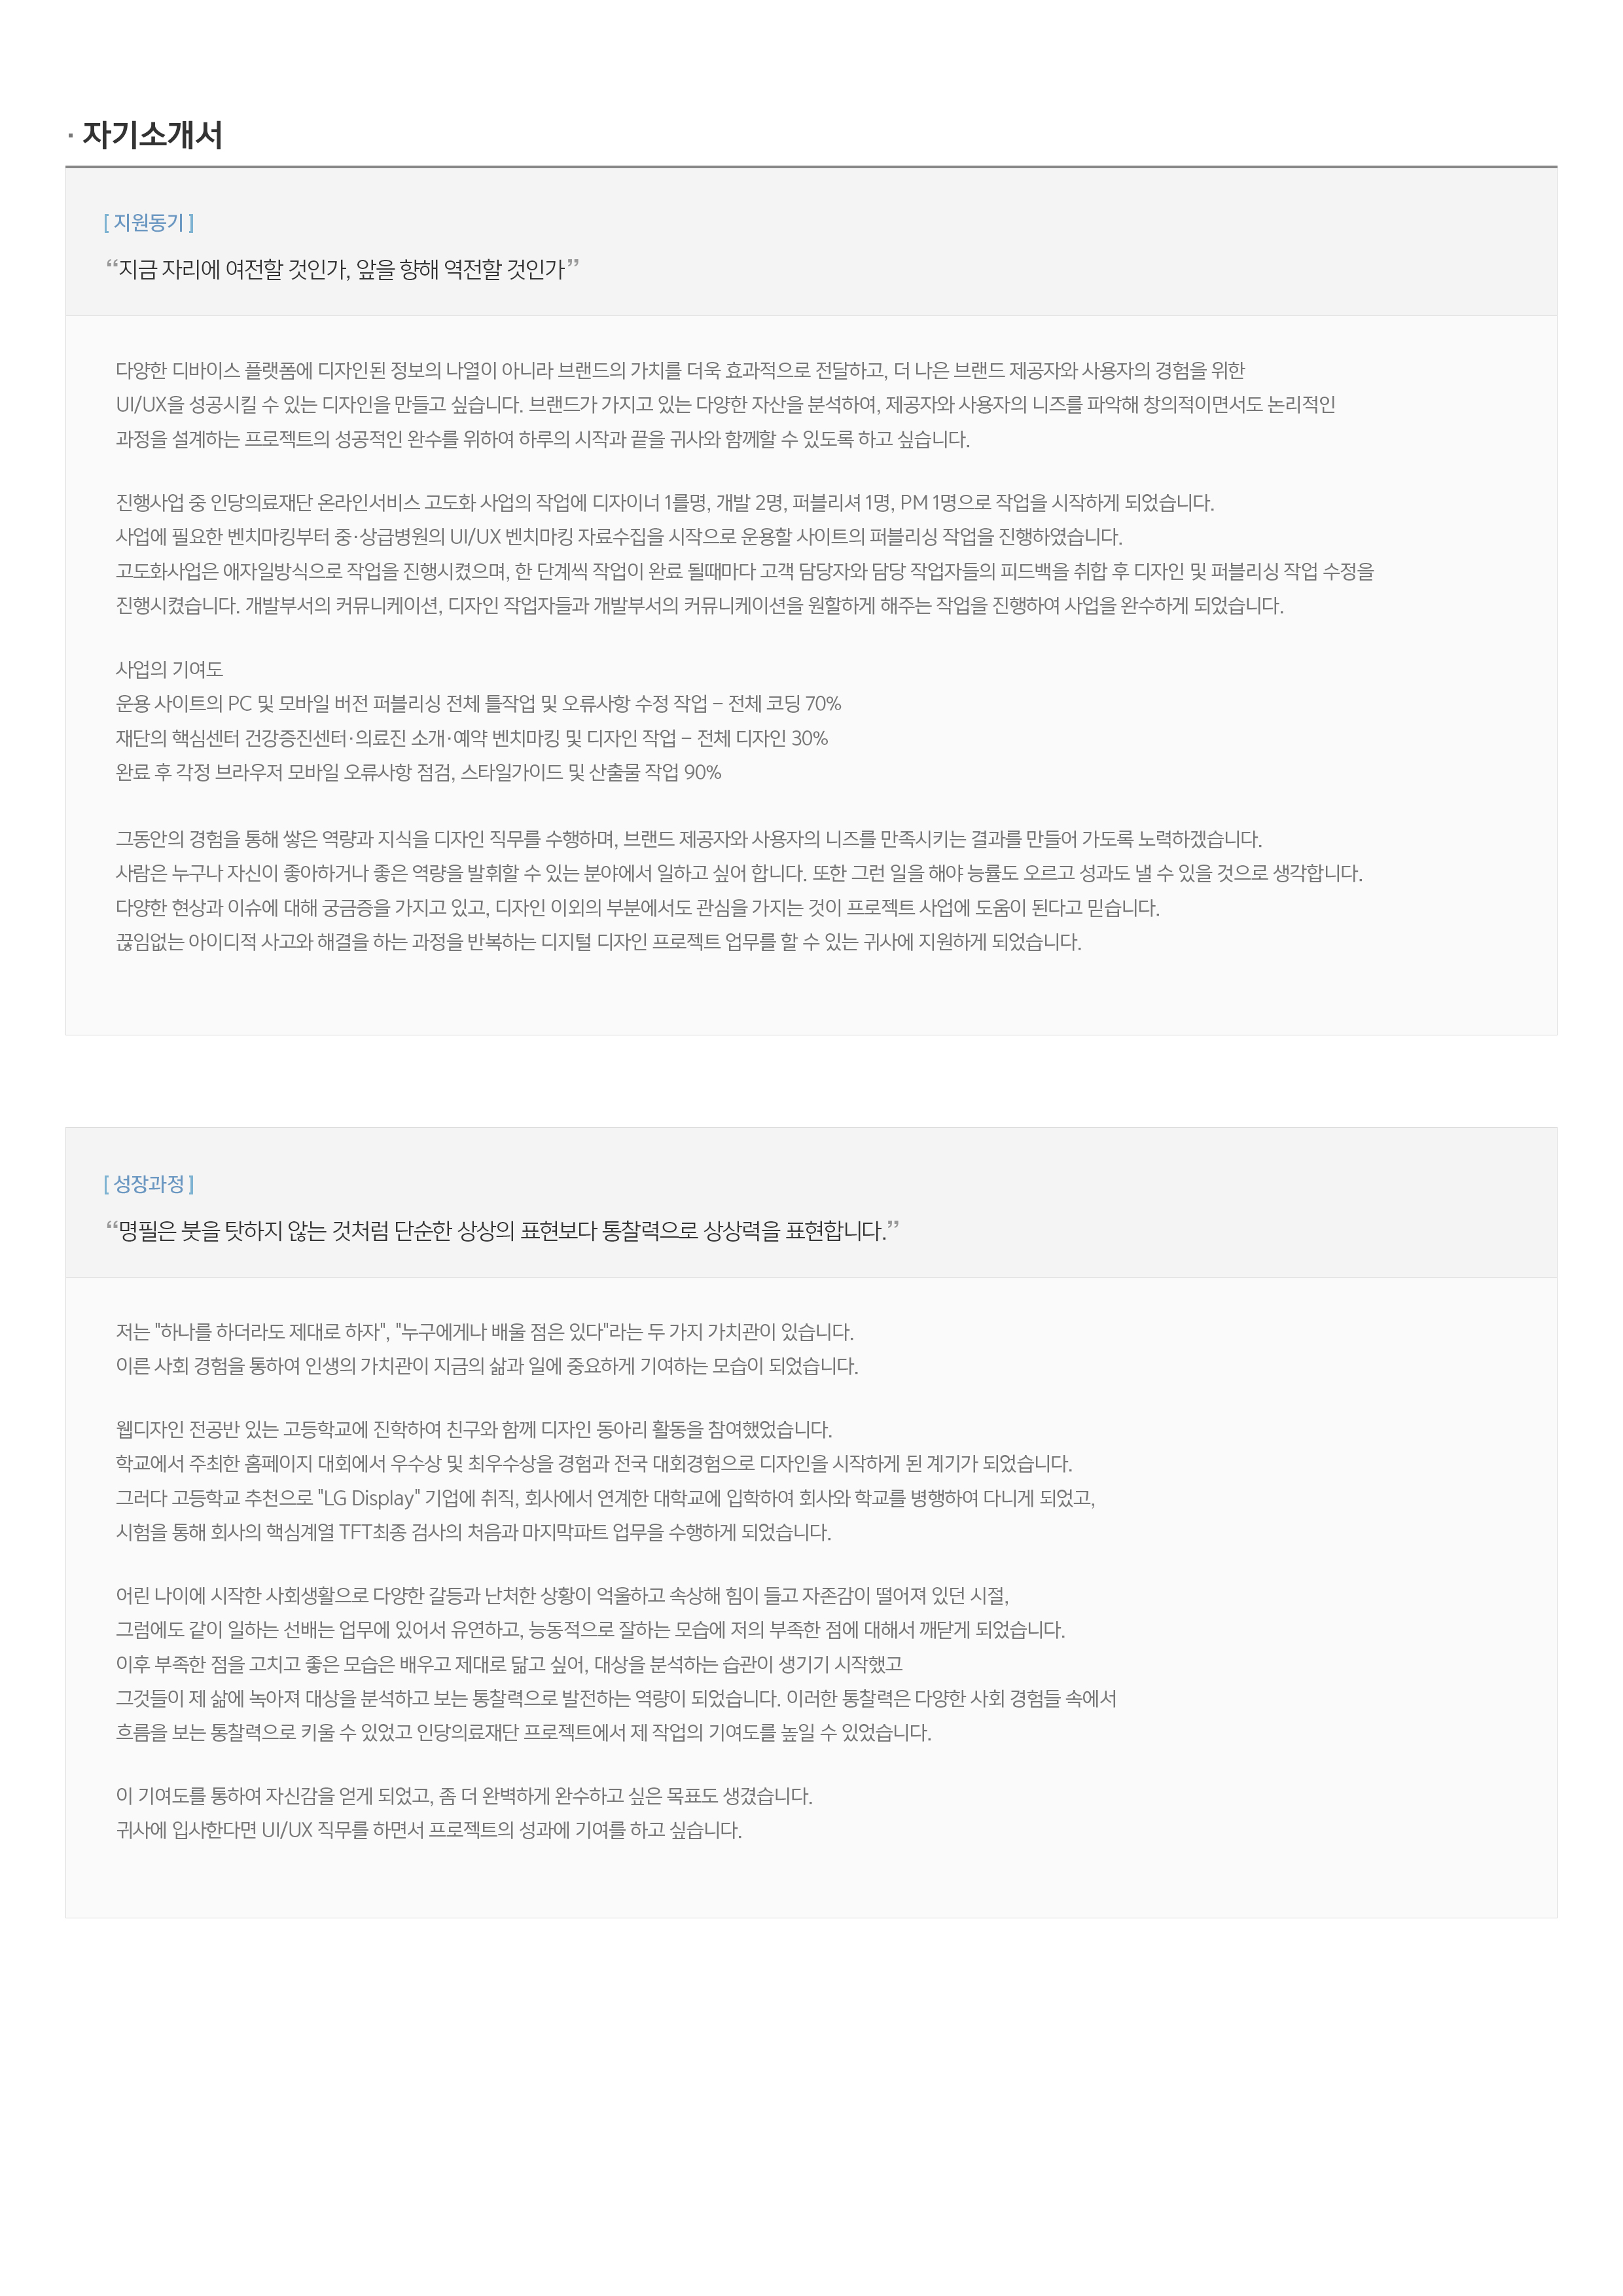 · 자기소개서
[ 지원동기 ]
“지금 자리에 여전할 것인가, 앞을 향해 역전할 것인가”
다양한 디바이스 플랫폼에 디자인된 정보의 나열이 아니라 브랜드의 가치를 더욱 효과적으로 전달하고, 더 나은 브랜드 제공자와 사용자의 경험을 위한
UI/UX을 성공시킬 수 있는 디자인을 만들고 싶습니다. 브랜드가 가지고 있는 다양한 자산을 분석하여, 제공자와 사용자의 니즈를 파악해 창의적이면서도 논리적인
과정을 설계하는 프로젝트의 성공적인 완수를 위하여 하루의 시작과 끝을 귀사와 함께할 수 있도록 하고 싶습니다.
진행사업 중 인당의료재단 온라인서비스 고도화 사업의 작업에 디자이너 1를명, 개발 2명, 퍼블리셔 1명, PM 1명으로 작업을 시작하게 되었습니다.
사업에 필요한 벤치마킹부터 중·상급병원의 UI/UX 벤치마킹 자료수집을 시작으로 운용할 사이트의 퍼블리싱 작업을 진행하였습니다.
고도화사업은 애자일방식으로 작업을 진행시켰으며, 한 단계씩 작업이 완료 될때마다 고객 담당자와 담당 작업자들의 피드백을 취합 후 디자인 및 퍼블리싱 작업 수정을
진행시켰습니다. 개발부서의 커뮤니케이션, 디자인 작업자들과 개발부서의 커뮤니케이션을 원할하게 해주는 작업을 진행하여 사업을 완수하게 되었습니다.
사업의 기여도
운용 사이트의 PC 및 모바일 버전 퍼블리싱 전체 틀작업 및 오류사항 수정 작업 – 전체 코딩 70%
재단의 핵심센터 건강증진센터·의료진 소개·예약 벤치마킹 및 디자인 작업 – 전체 디자인 30%
완료 후 각정 브라우저 모바일 오류사항 점검, 스타일가이드 및 산출물 작업 90%
그동안의 경험을 통해 쌓은 역량과 지식을 디자인 직무를 수행하며, 브랜드 제공자와 사용자의 니즈를 만족시키는 결과를 만들어 가도록 노력하겠습니다.
사람은 누구나 자신이 좋아하거나 좋은 역량을 발휘할 수 있는 분야에서 일하고 싶어 합니다. 또한 그런 일을 해야 능률도 오르고 성과도 낼 수 있을 것으로 생각합니다.
다양한 현상과 이슈에 대해 궁금증을 가지고 있고, 디자인 이외의 부분에서도 관심을 가지는 것이 프로젝트 사업에 도움이 된다고 믿습니다.
끊임없는 아이디적 사고와 해결을 하는 과정을 반복하는 디지털 디자인 프로젝트 업무를 할 수 있는 귀사에 지원하게 되었습니다.
[ 성장과정 ]
“명필은 붓을 탓하지 않는 것처럼 단순한 상상의 표현보다 통찰력으로 상상력을 표현합니다.”
저는 "하나를 하더라도 제대로 하자", "누구에게나 배울 점은 있다"라는 두 가지 가치관이 있습니다.
이른 사회 경험을 통하여 인생의 가치관이 지금의 삶과 일에 중요하게 기여하는 모습이 되었습니다.
웹디자인 전공반 있는 고등학교에 진학하여 친구와 함께 디자인 동아리 활동을 참여했었습니다.
학교에서 주최한 홈페이지 대회에서 우수상 및 최우수상을 경험과 전국 대회경험으로 디자인을 시작하게 된 계기가 되었습니다.
그러다 고등학교 추천으로 "LG Display" 기업에 취직, 회사에서 연계한 대학교에 입학하여 회사와 학교를 병행하여 다니게 되었고,
시험을 통해 회사의 핵심계열 TFT최종 검사의 처음과 마지막파트 업무을 수행하게 되었습니다.
어린 나이에 시작한 사회생활으로 다양한 갈등과 난처한 상황이 억울하고 속상해 힘이 들고 자존감이 떨어져 있던 시절,
그럼에도 같이 일하는 선배는 업무에 있어서 유연하고, 능동적으로 잘하는 모습에 저의 부족한 점에 대해서 깨닫게 되었습니다.
이후 부족한 점을 고치고 좋은 모습은 배우고 제대로 닮고 싶어, 대상을 분석하는 습관이 생기기 시작했고
그것들이 제 삶에 녹아져 대상을 분석하고 보는 통찰력으로 발전하는 역량이 되었습니다. 이러한 통찰력은 다양한 사회 경험들 속에서
흐름을 보는 통찰력으로 키울 수 있었고 인당의료재단 프로젝트에서 제 작업의 기여도를 높일 수 있었습니다.
이 기여도를 통하여 자신감을 얻게 되었고, 좀 더 완벽하게 완수하고 싶은 목표도 생겼습니다.
귀사에 입사한다면 UI/UX 직무를 하면서 프로젝트의 성과에 기여를 하고 싶습니다.